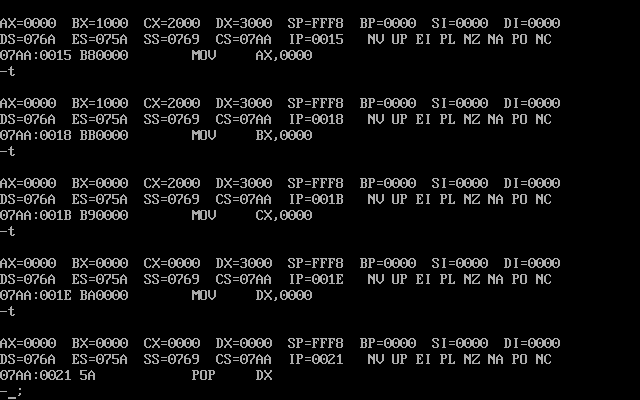 AX=0000  BX=1000  CX=2000  DX=3000  SP=FFF8  BP=0000  SI=0000  DI=0000
DS=076A  ES=075A  SS=0769  CS=07AA  IP=0015   NV UP EI PL NZ NA PO NC
07AA:0015 B80000        MOV     AX,0000
-t
AX=0000  BX=1000  CX=2000  DX=3000  SP=FFF8  BP=0000  SI=0000  DI=0000
DS=076A  ES=075A  SS=0769  CS=07AA  IP=0018   NV UP EI PL NZ NA PO NC
07AA:0018 BB0000        MOV     BX,0000
-t
AX=0000  BX=0000  CX=2000  DX=3000  SP=FFF8  BP=0000  SI=0000  DI=0000
DS=076A  ES=075A  SS=0769  CS=07AA  IP=001B   NV UP EI PL NZ NA PO NC
07AA:001B B90000        MOV     CX,0000
-t
AX=0000  BX=0000  CX=0000  DX=3000  SP=FFF8  BP=0000  SI=0000  DI=0000
DS=076A  ES=075A  SS=0769  CS=07AA  IP=001E   NV UP EI PL NZ NA PO NC
07AA:001E BA0000        MOV     DX,0000
-t
AX=0000  BX=0000  CX=0000  DX=0000  SP=FFF8  BP=0000  SI=0000  DI=0000
DS=076A  ES=075A  SS=0769  CS=07AA  IP=0021   NV UP EI PL NZ NA PO NC
07AA:0021 5A            POP     DX
-_;